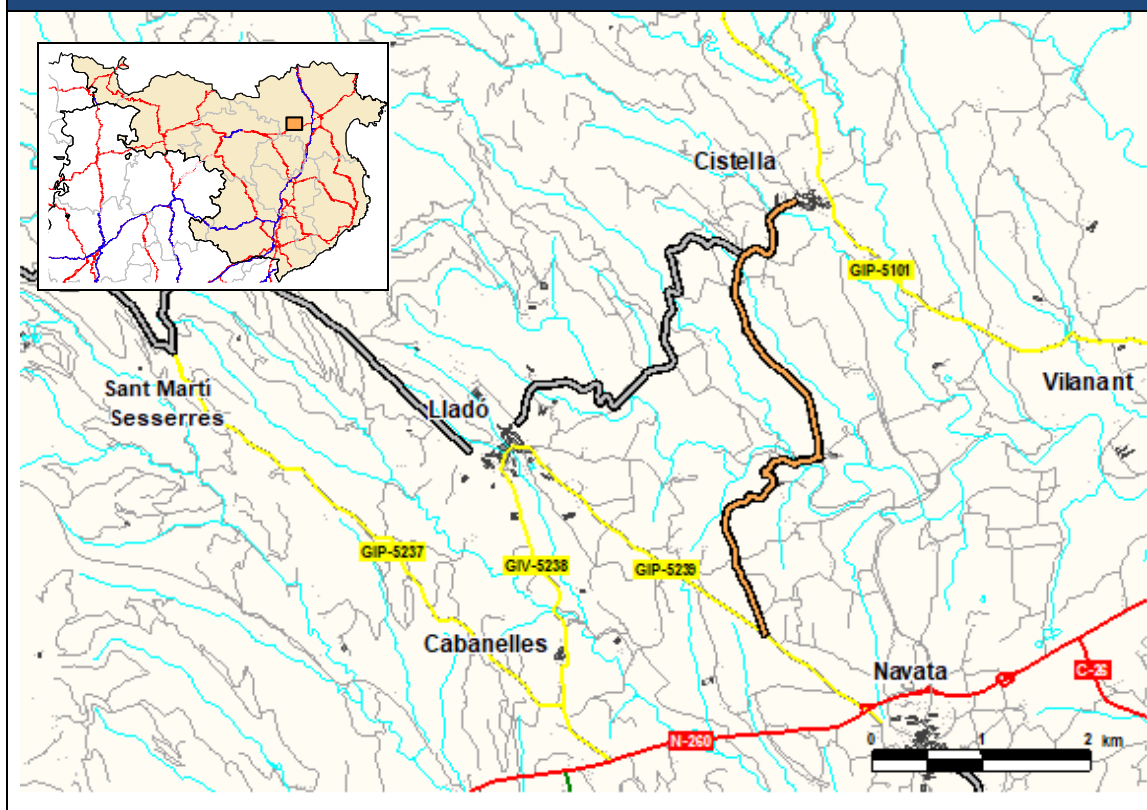 Cistella
GIP-5101
Sant Martí
Sesserres
Lladó
Vilanant
GIP-5237
GIV-5238
GIP-5239
Cabanelles
Navata
C-26
N-260
0 1 2 km